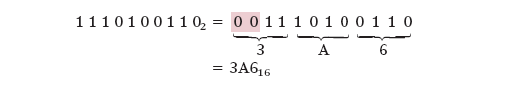 1 1 1 0 1 0 0 1 1 0₂ = 0 0 1 1 1 0 1 0 0 1 1 0
3 A 6
= 3A6₁₆